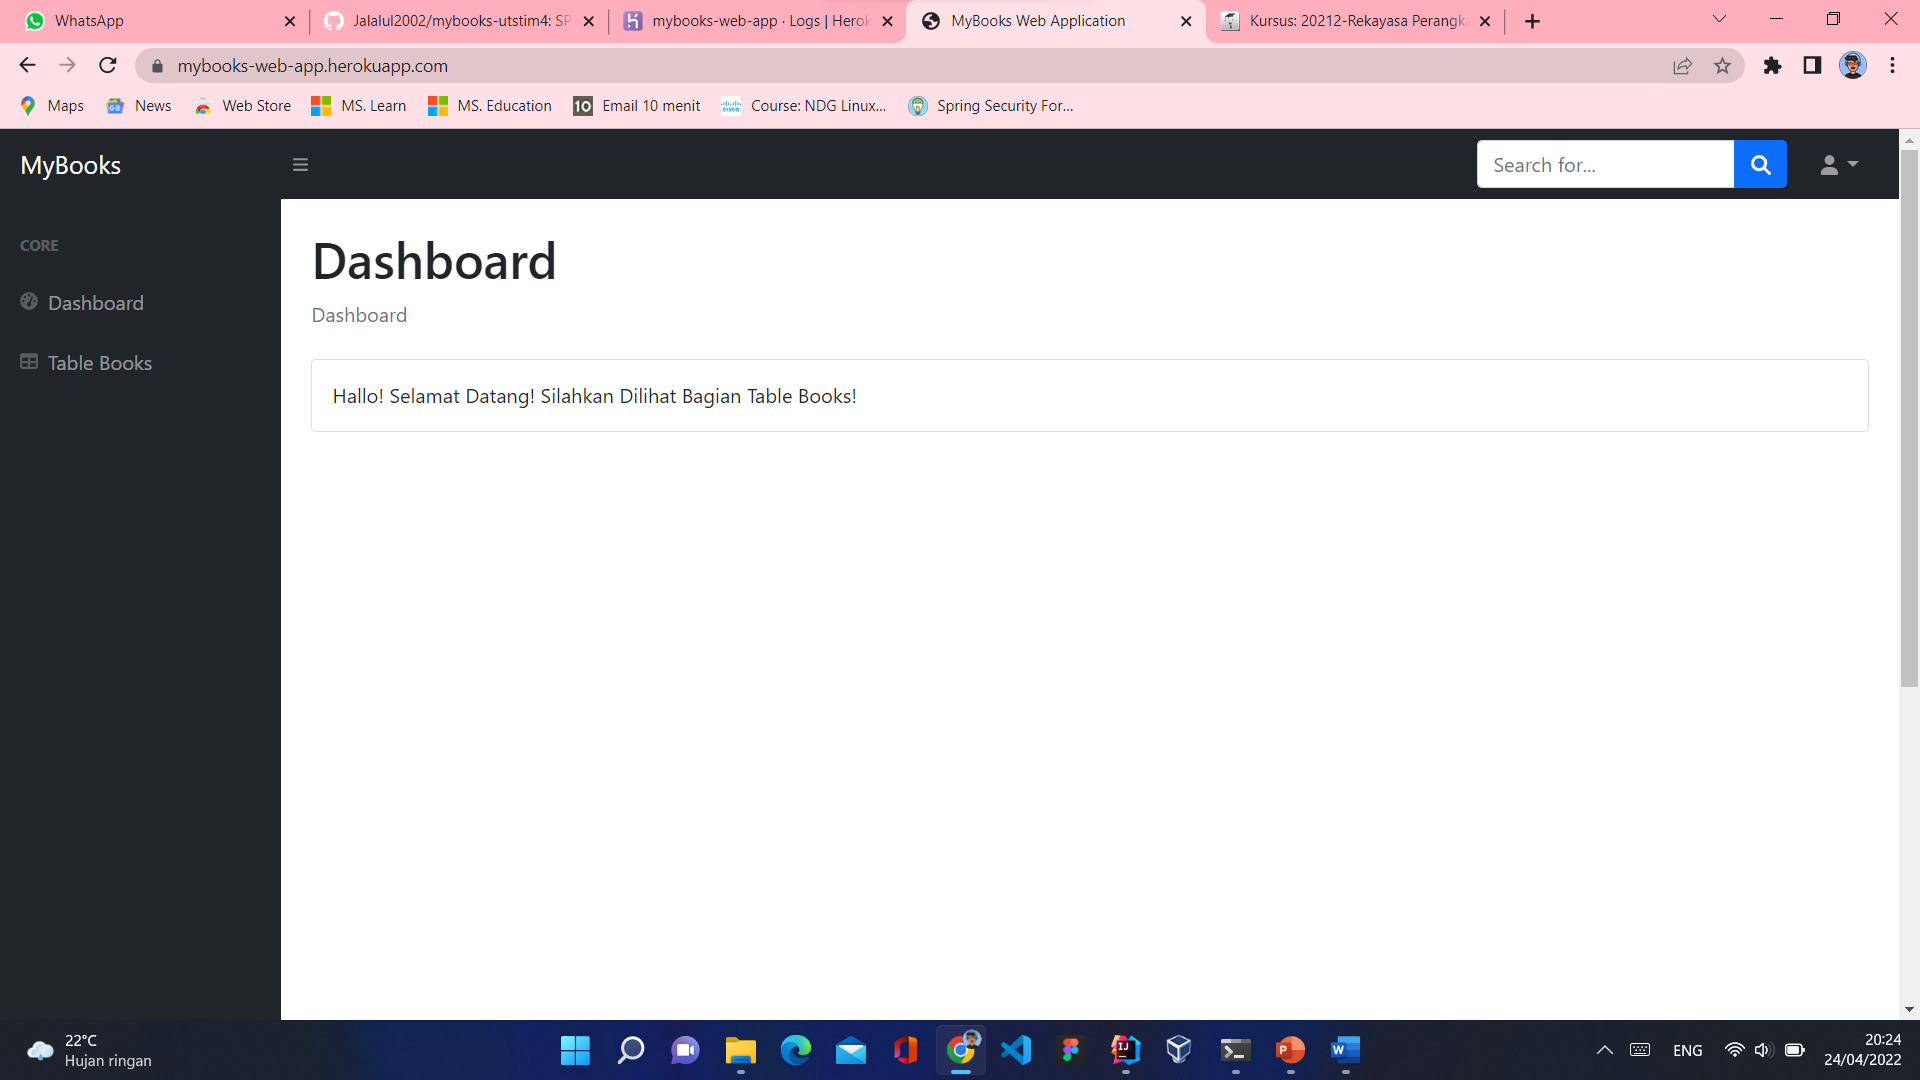 WhatsApp
Jalalul2002/mybooks-utstim4: SP
mybooks-web-app · Logs | Herok
MyBooks Web Application
Kursus: 20212-Rekayasa Perangka
mybooks-web-app.herokuapp.com
Maps
News
Web Store
MS. Learn
MS. Education
10
Email 10 menit
Course: NDG Linux...
Spring Security For...
MyBooks
Search for...
CORE
Dashboard
Table Books
Dashboard
Dashboard
Hallo! Selamat Datang! Silahkan Dilihat Bagian Table Books!
22°C
Hujan ringan
ENG
20:24
24/04/2022